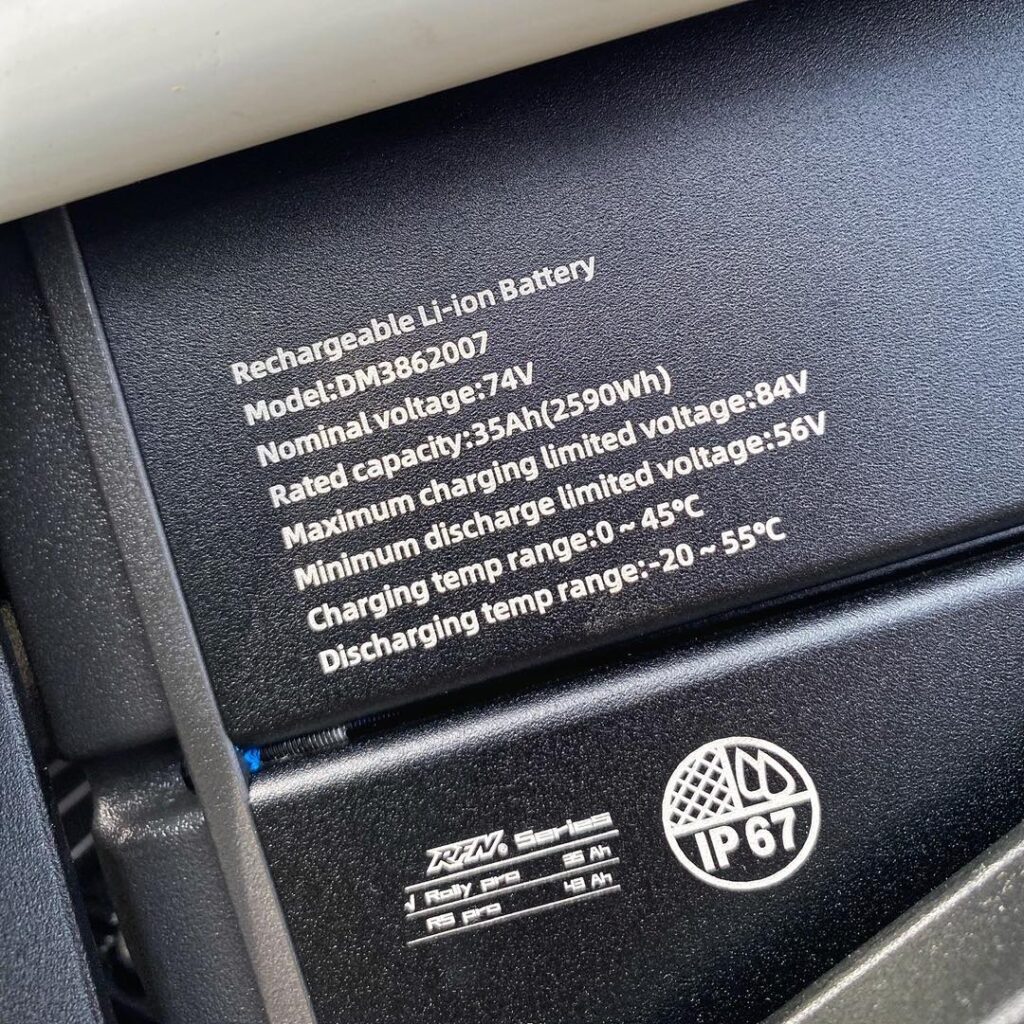 Rechargeable Li-ion Battery
Model:DM3862007
Nominal voltage:74V
Rated capacity:35Ah(2590Wh)
Maximum charging limited voltage:84V
Minimum discharge limited voltage:56V
Charging temp range:0 ~ 45°C
Discharging temp range:-20 ~ 55°C
RFN. Series
√ Rally pro 35 Ah
RS pro Ah
IP 67